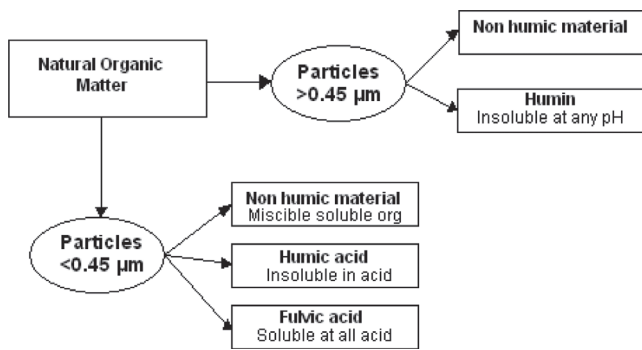 Natural Organic
Matter
Particles
>0.45 µm
Non humic material
Humin
Insoluble at any pH
Particles
<0.45 µm
Non humic material
Miscible soluble org
Humic acid
Insoluble in acid
Fulvic acid
Soluble at all acid